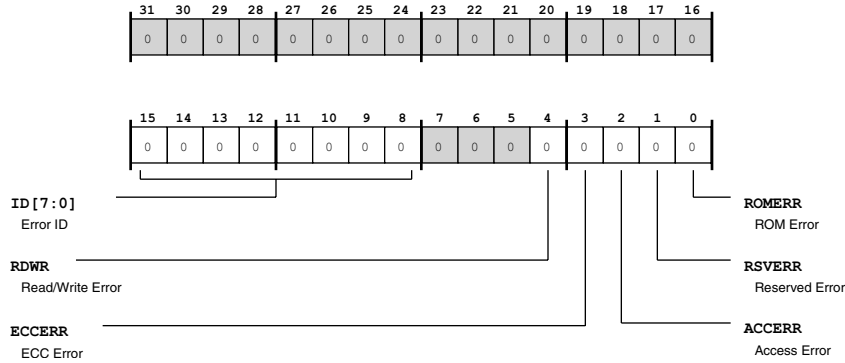 31 30 29 28 27 26 25 24 23 22 21 20 19 18 17 16
0 0 0 0 0 0 0 0 0 0 0 0 0 0 0 0
15 14 13 12 11 10 9 8 7 6 5 4 3 2 1 0
0 0 0 0 0 0 0 0 0 0 0 0 0 0 0 0
ID[7:0]
Error ID
RDWR
Read/Write Error
ECCERR
ECC Error
ROMERR
ROM Error
RSVERR
Reserved Error
ACCERR
Access Error